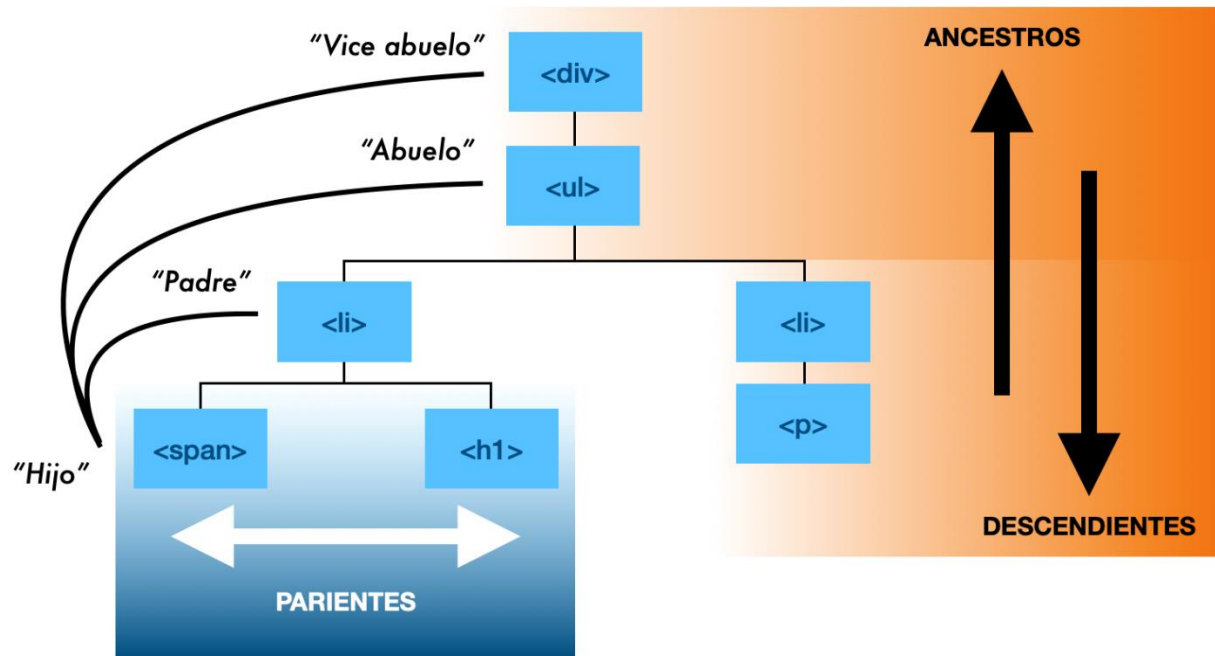 “Vice abuelo”
<div>
ANCESTROS
“Abuelo”
<ul>
“Padre”
<li>
<li>
<span>
<h1>
<p>
“Hijo”
DESCENDIENTES
PARIENTES